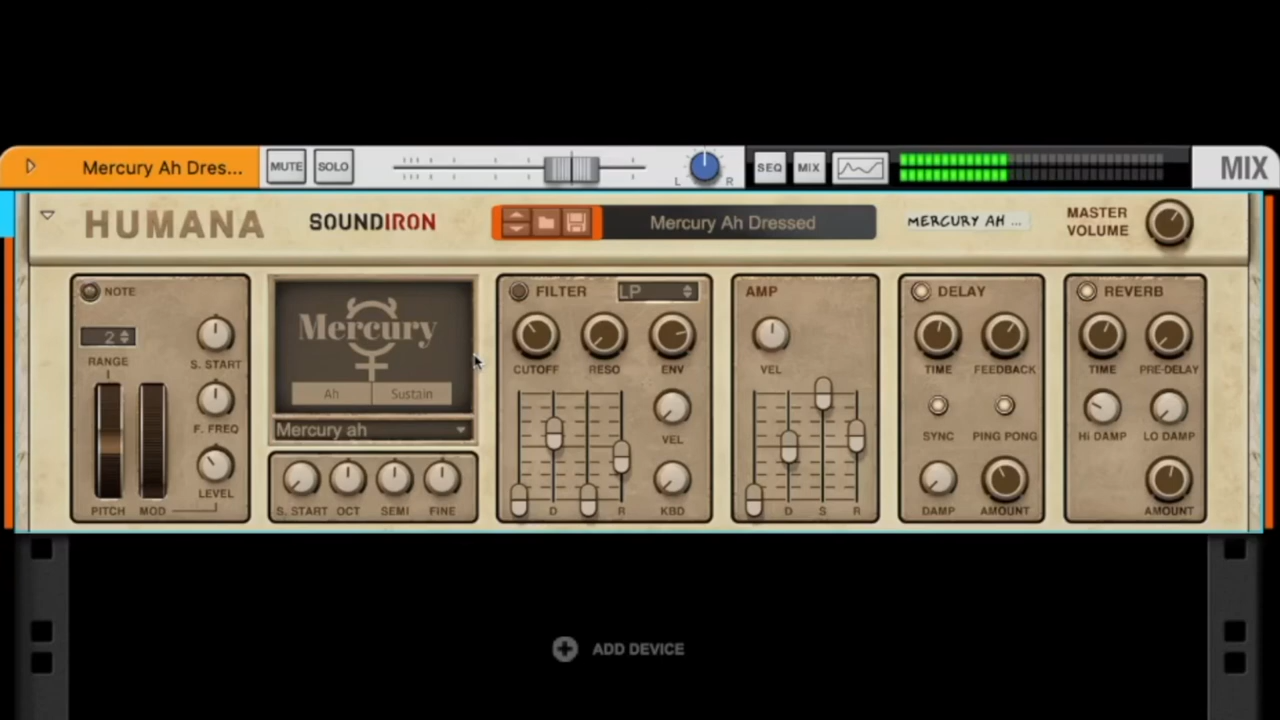 Mercury Ah Dres...
MUTE
SOLO
L
R
SEQ
MIX
MIX
HUMANA
SOUNDIRON
Mercury Ah Dressed
MERCURY AH ...
MASTER
VOLUME
NOTE
2
RANGE
S. START
F. FREQ
LEVEL
PITCH
MOD
Mercury
Ah
Sustain
Mercury ah
S. START
OCT
SEMI
FINE
FILTER
LP
CUTOFF
RESO
ENV
VEL
D
R
KBD
AMP
VEL
D
S
R
DELAY
TIME
FEEDBACK
SYNC
PING PONG
DAMP
AMOUNT
REVERB
TIME
PRE-DELAY
Hi DAMP
LO DAMP
AMOUNT
ADD DEVICE